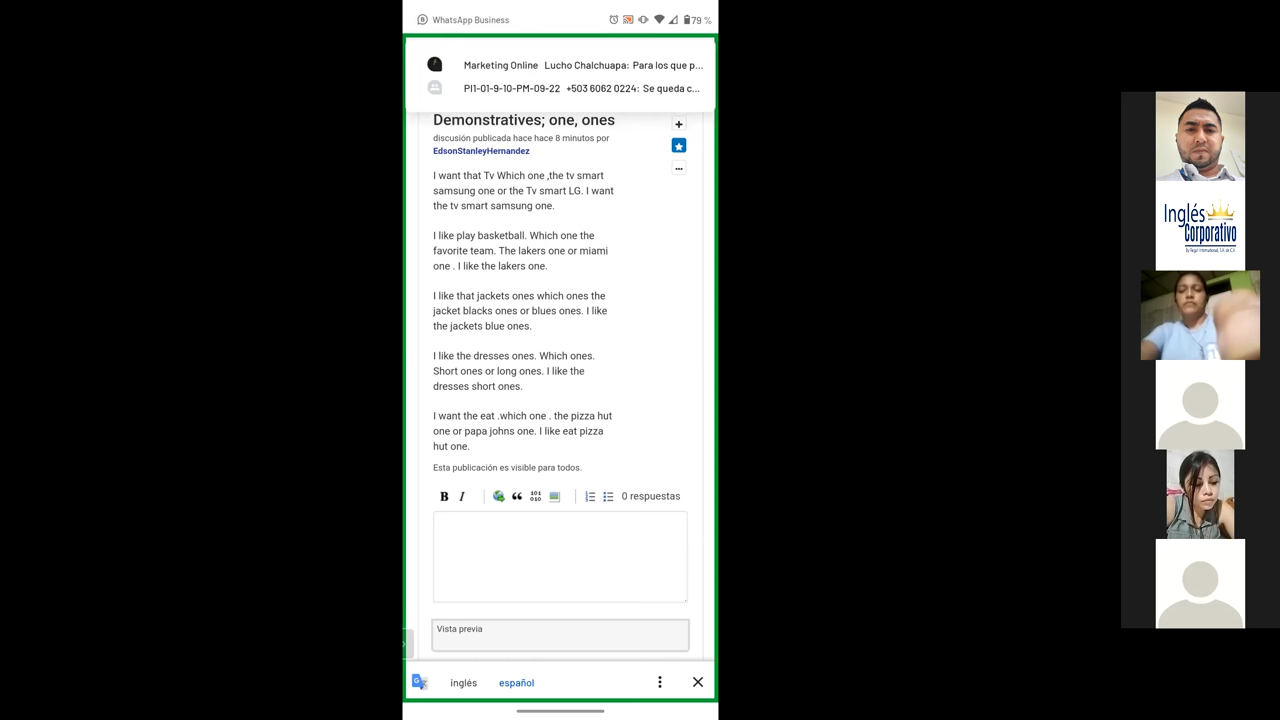 WhatsApp Business
79 %
Marketing Online Lucho Chalchuapa: Para los que p...
PI1-01-9-10-PM-09-22 +503 6062 0224: Se queda c...
Demonstratives; one, ones
discusión publicada hace hace 8 minutos por
EdsonStanleyHernandez
I want that Tv Which one ,the tv smart
samsung one or the Tv smart LG. I want
the tv smart samsung one.
I like play basketball. Which one the
favorite team. The lakers one or miami
one . I like the lakers one.
I like that jackets ones which ones the
jacket blacks ones or blues ones. I like
the jackets blue ones.
I like the dresses ones. Which ones.
Short ones or long ones. I like the
dresses short ones.
I want the eat .which one . the pizza hut
one or papa johns one. I like eat pizza
hut one.
Esta publicación es visible para todos.
B I 0 respuestas
Vista previa
inglés español
Inglés
Corporativo